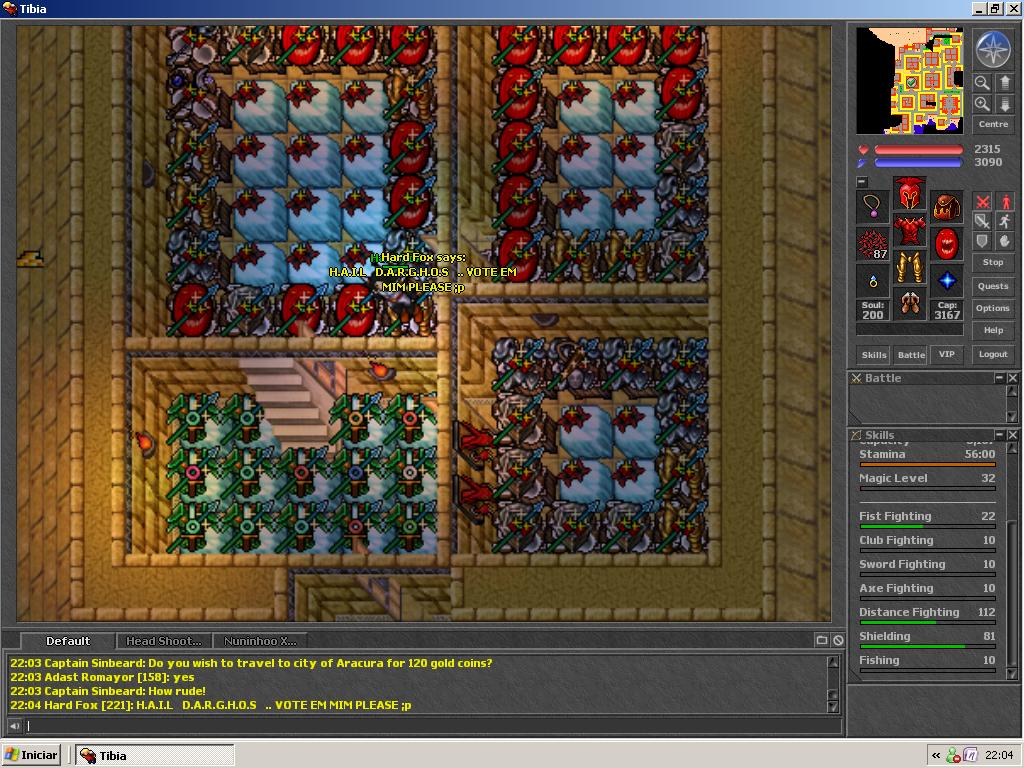 Tibia
Centre
2315
3090
87
Soul:
200
Cap:
3167
Stop
Quests
Options
Help
Skills
Battle
VIP
Logout
Hard Fox says:
H.A.I.L D.A.R.G.H.O.S .. VOTE EM
MIM PLEASE ;p
Battle
Skills
Stamina 56:00
Magic Level 32
Fist Fighting 22
Club Fighting 10
Sword Fighting 10
Axe Fighting 10
Distance Fighting 112
Shielding 81
Fishing 10
Default
Head Shoot...
Nuninhoo X...
22:03 Captain Sinbeard: Do you wish to travel to city of Aracura for 120 gold coins?
22:03 Adast Romayor [158]: yes
22:03 Captain Sinbeard: How rude!
22:04 Hard Fox [221]: H.A.I.L D.A.R.G.H.O.S .. VOTE EM MIM PLEASE ;p
Iniciar
Tibia
22:04